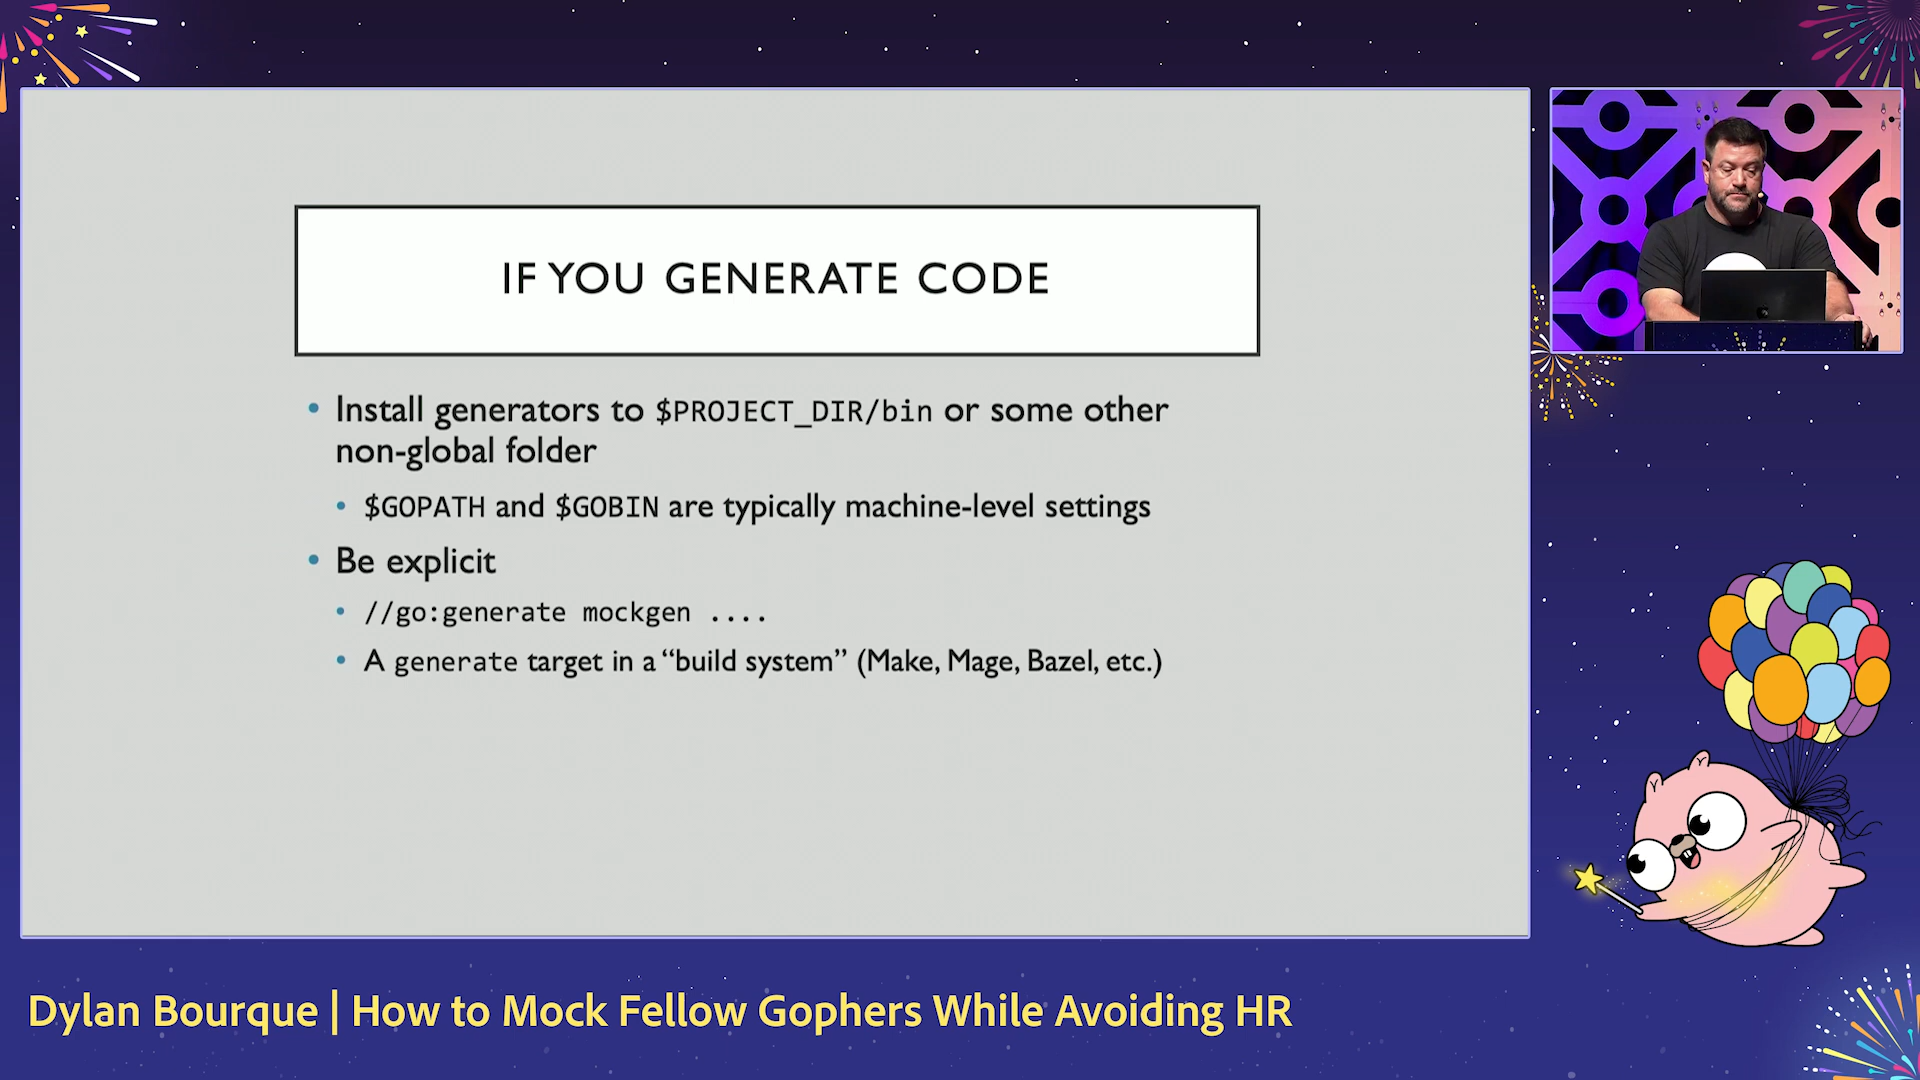 IF YOU GENERATE CODE
• Install generators to $PROJECT_DIR/bin or some other
non-global folder
• $GOPATH and $GOBIN are typically machine-level settings
• Be explicit
• //go:generate mockgen ....
• A generate target in a “build system” (Make, Mage, Bazel, etc.)
Dylan Bourque | How to Mock Fellow Gophers While Avoiding HR